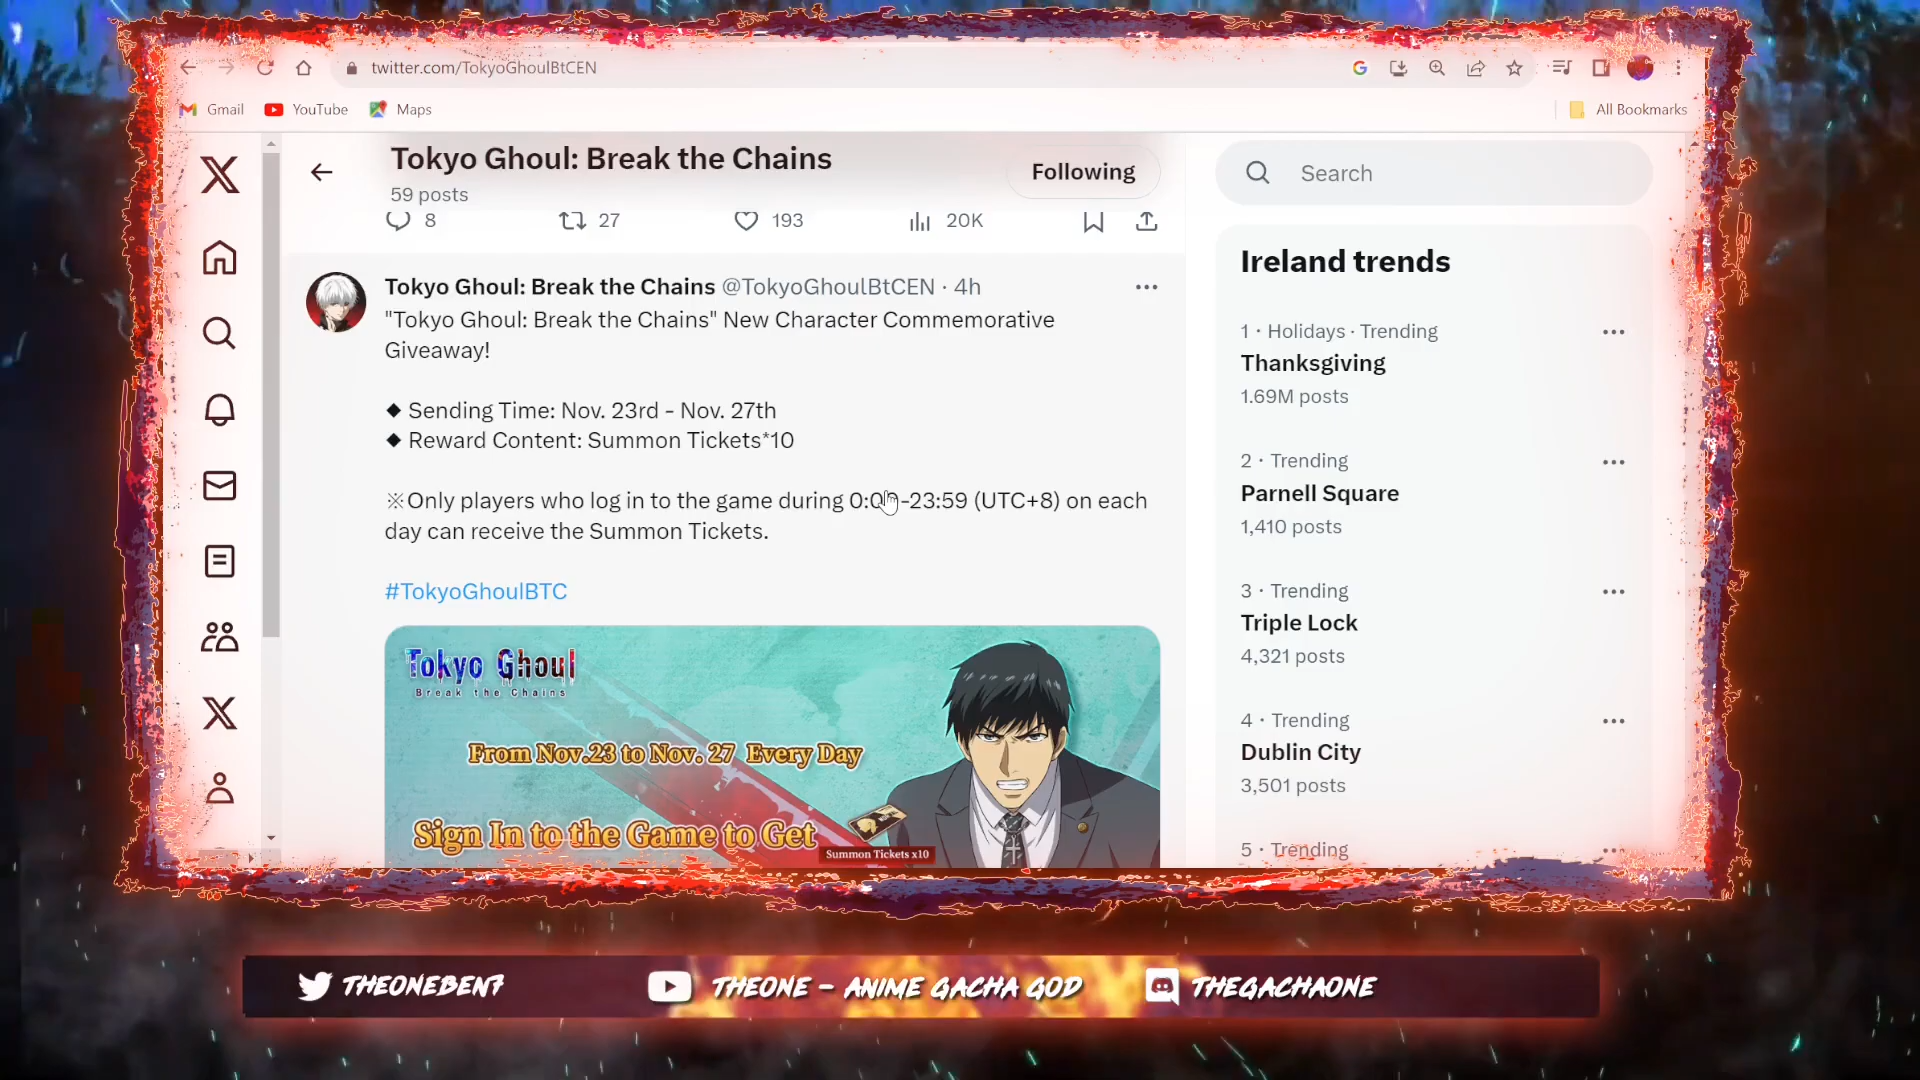 twitter.com/TokyoGhoulBtCEN
Gmail YouTube Maps All Bookmarks
Tokyo Ghoul: Break the Chains
59 posts
Following
Search
8 27 193 20K
Tokyo Ghoul: Break the Chains @TokyoGhoulBtCEN · 4h
"Tokyo Ghoul: Break the Chains" New Character Commemorative
Giveaway!
◆ Sending Time: Nov. 23rd - Nov. 27th
◆ Reward Content: Summon Tickets*10
※Only players who log in to the game during 0:00-23:59 (UTC+8) on each
day can receive the Summon Tickets.
#TokyoGhoulBTC
Tokyo Ghoul
Break the Chains
From Nov.23 to Nov. 27 Every Day
Sign In to the Game to Get
Summon Tickets x10
Ireland trends
1 · Holidays · Trending
Thanksgiving
1.69M posts
2 · Trending
Parnell Square
1,410 posts
3 · Trending
Triple Lock
4,321 posts
4 · Trending
Dublin City
3,501 posts
5 · Trending
THEONEBEN7
THEONE - ANIME GACHA GOD
THEGACHAONE